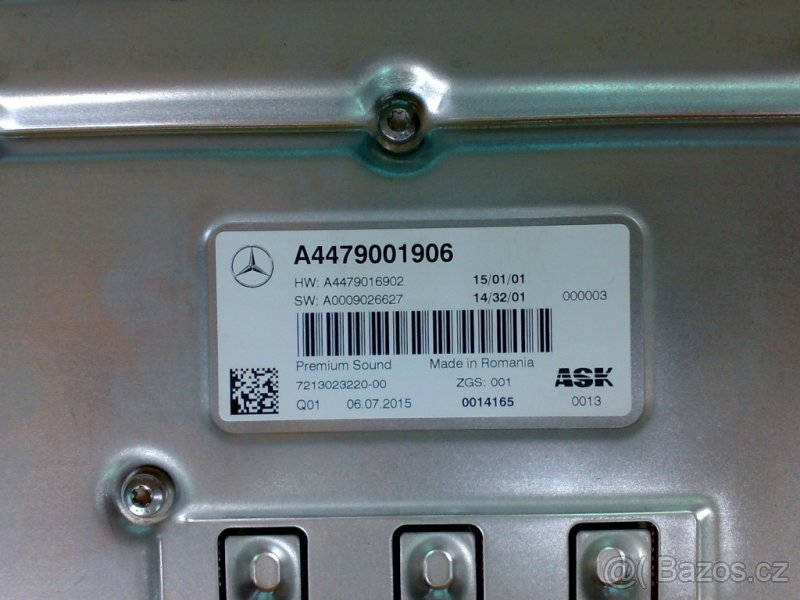 A4479001906
HW: A4479016902 15/01/01
SW: A0009026627 14/32/01 000003
Premium Sound Made in Romania
7213023220-00 ZGS: 001 ASK
Q01 06.07.2015 0014165 0013
© Bazos.cz